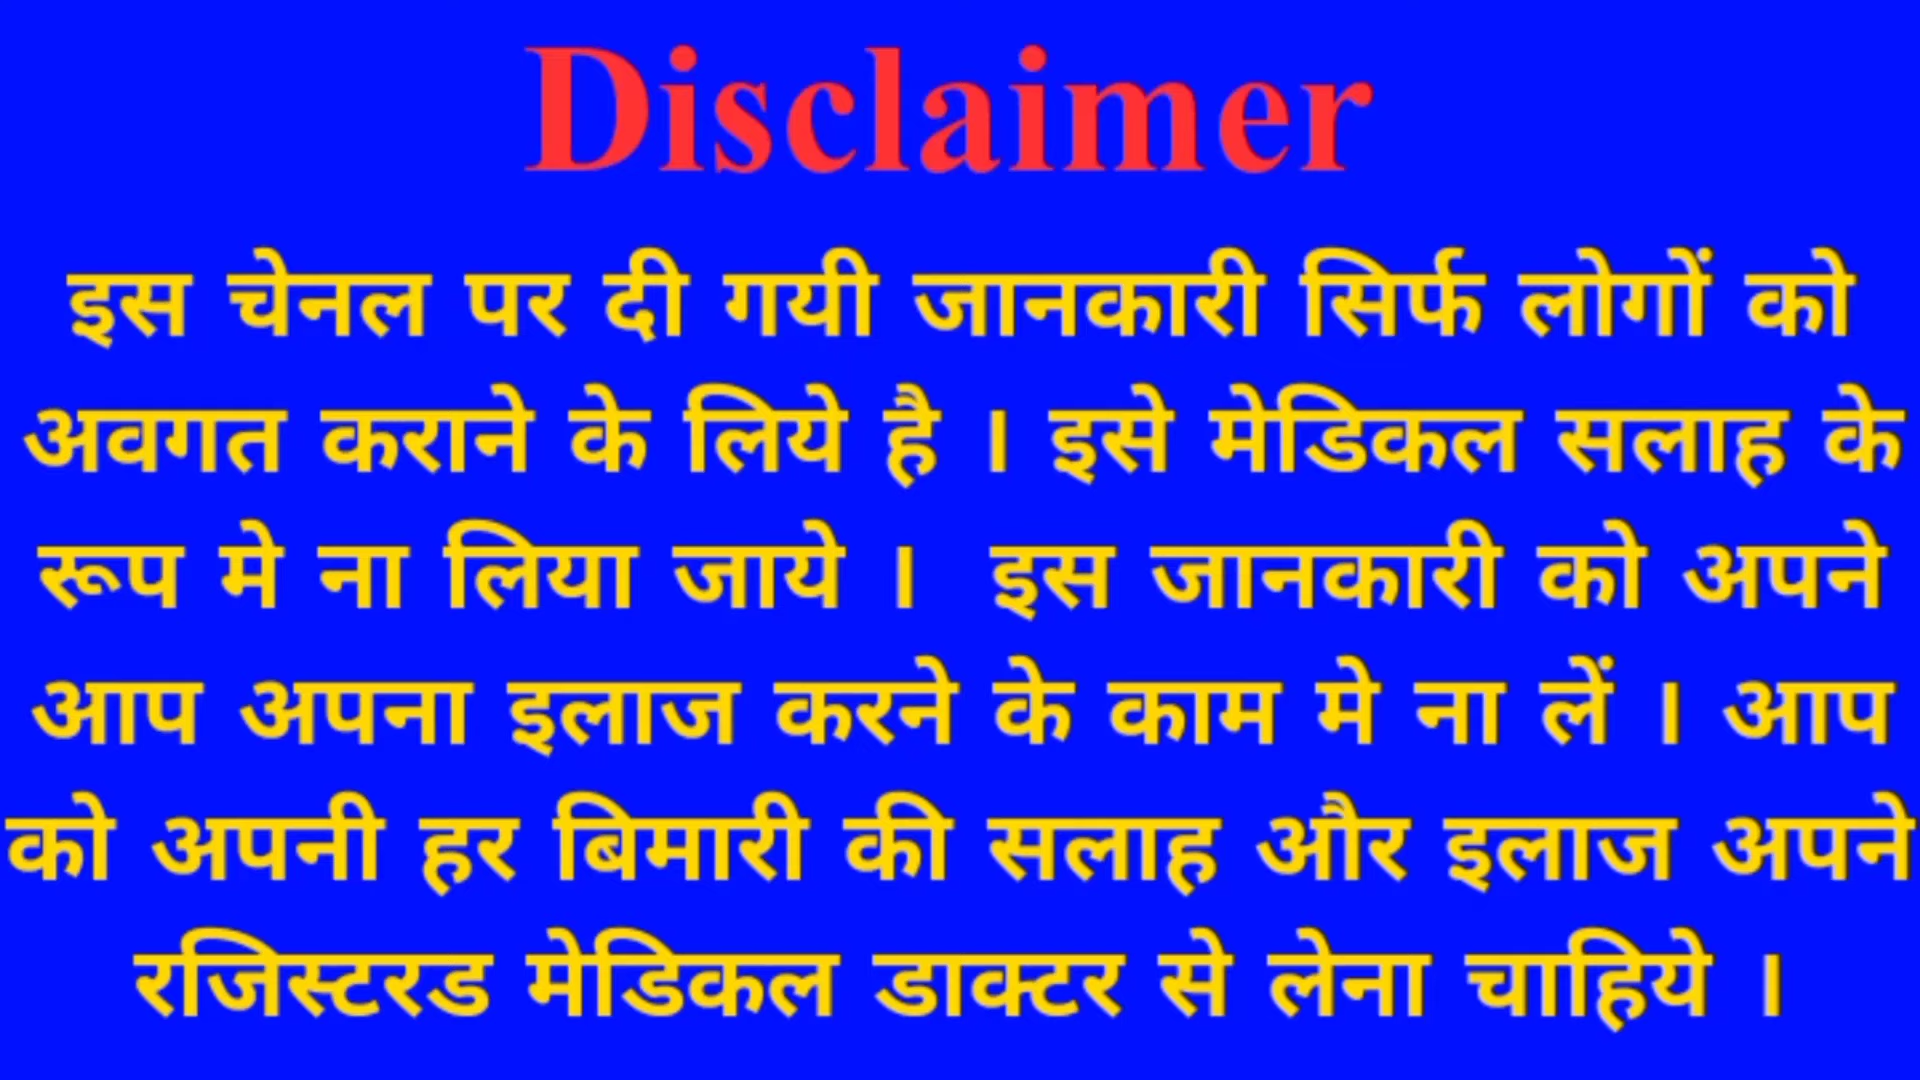 Disclaimer
इस चेनल पर दी गयी जानकारी सिर्फ लोगों को
अवगत कराने के लिये है । इसे मेडिकल सलाह के
रूप मे ना लिया जाये । इस जानकारी को अपने
आप अपना इलाज करने के काम मे ना लें । आप
को अपनी हर बिमारी की सलाह और इलाज अपने
रजिस्टरड मेडिकल डाक्टर से लेना चाहिये ।